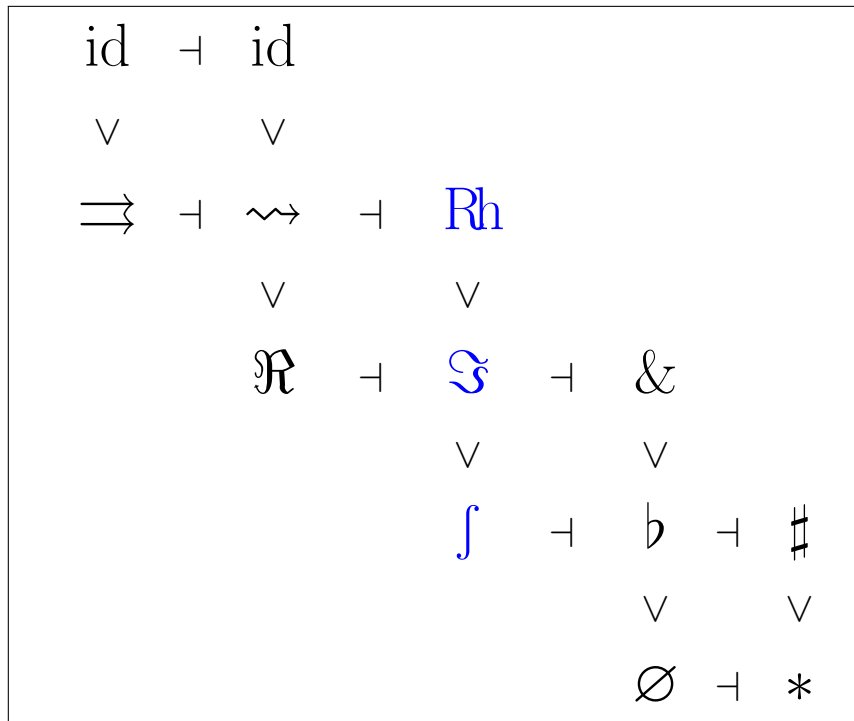 id ⊣ id
∨ ∨
⇉ ⊣ ⇝ ⊣ Rh
∨ ∨
ℜ ⊣ ℑ ⊣ &
∨ ∨
∫ ⊣ ♭ ⊣ ♯
∨ ∨
∅ ⊣ *